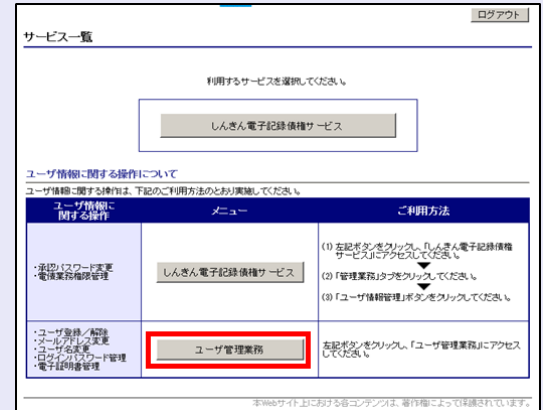 ログアウト
サービス一覧
利用するサービスを選択してください。
しんきん電子記録債権サービス
ユーザ情報に関する操作について
ユーザ情報に関する操作は、下記のご利用方法のとおり実施してください。
ユーザ情報に
関する操作
メニュー
ご利用方法
・承認パスワード変更
・電債業務権限管理
しんきん電子記録債権サービス
(1) 左記ボタンをクリックし、「しんきん電子記録債権
サービス」にアクセスしてください。
(2) 「管理業務」タブをクリックしてください。
(3) 「ユーザ情報管理」ボタンをクリックしてください。
・ユーザ登録／解除
・メールアドレス変更
・ユーザ名変更
・ログインパスワード管理
・電子証明書管理
ユーザ管理業務
左記ボタンをクリックし、「ユーザ管理業務」にアクセス
してください。
本Webサイト上における各コンテンツは、著作権によって保護されています。